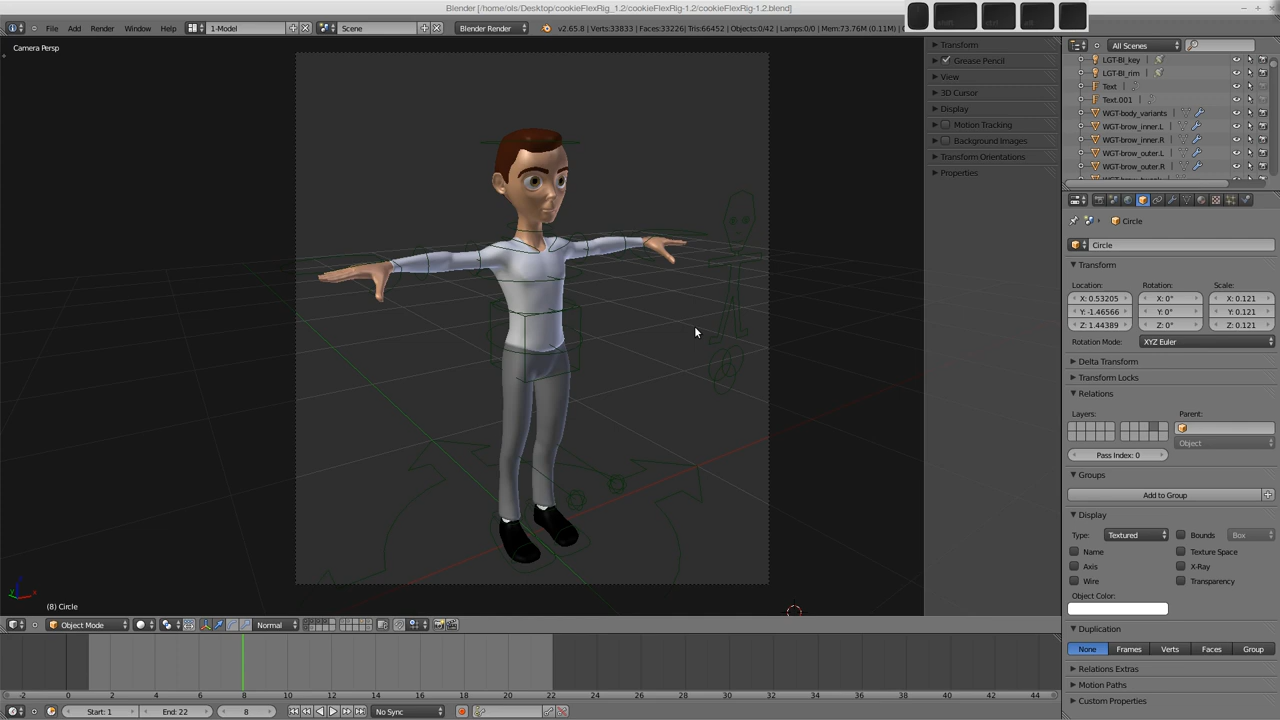 Blender [/home/ols/Desktop/cookieFlexRig_1.2/cookieFlexRig-1.2/cookieFlexRig-1.2.blend]
File Add Render Window Help 1-Model Scene Blender Render v2.65.8 | Verts:33833 | Faces:33226| Tris:66452 | Objects:0/42 | Lamps:0/0 | Mem:73.76M (0.11M) |
Camera Persp
Transform
Grease Pencil
View
3D Cursor
Display
Motion Tracking
Background Images
Transform Orientations
Properties
All Scenes
LGT-BI_key
LGT-BI_rim
Text
Text.001
WGT-body_variants
WGT-brow_inner.L
WGT-brow_inner.R
WGT-brow_outer.L
WGT-brow_outer.R
Circle
Circle
Transform
Location: Rotation: Scale:
X: 0.53205 X: 0° X: 0.121
Y: -1.46566 Y: 0° Y: 0.121
Z: 1.44389 Z: 0° Z: 0.121
Rotation Mode: XYZ Euler
Delta Transform
Transform Locks
Relations
Layers: Parent:
Object
Pass Index: 0
Groups
Add to Group
Display
Type: Textured Bounds Box
Name Texture Space
Axis X-Ray
Wire Transparency
Object Color:
Duplication
None Frames Verts Faces Group
Relations Extras
Motion Paths
Custom Properties
(8) Circle
Object Mode Normal
-2 0 2 4 6 8 10 12 14 16 18 20 22 24 26 28 30 32 34 36 38 40 42 44
Start: 1 End: 22 8 No Sync